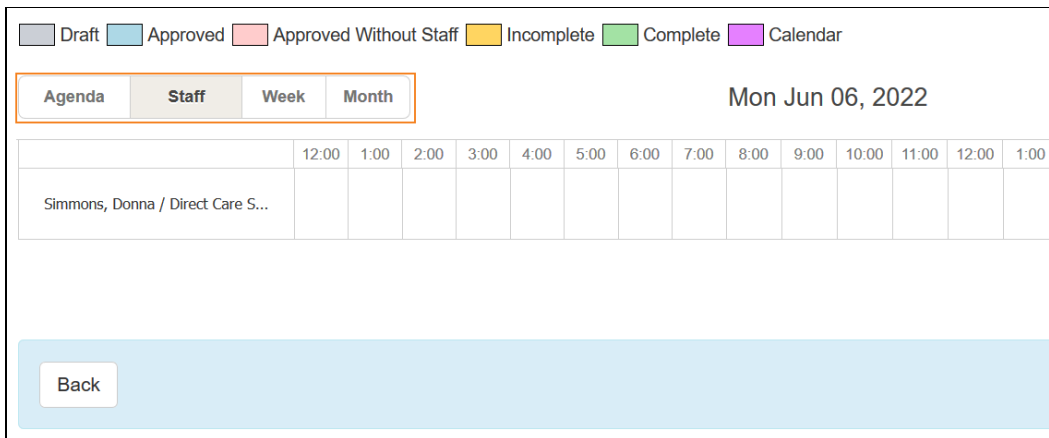 Draft Approved Approved Without Staff Incomplete Complete Calendar
Agenda Staff Week Month Mon Jun 06, 2022
12:00 1:00 2:00 3:00 4:00 5:00 6:00 7:00 8:00 9:00 10:00 11:00 12:00 1:00
Simmons, Donna / Direct Care S...
Back